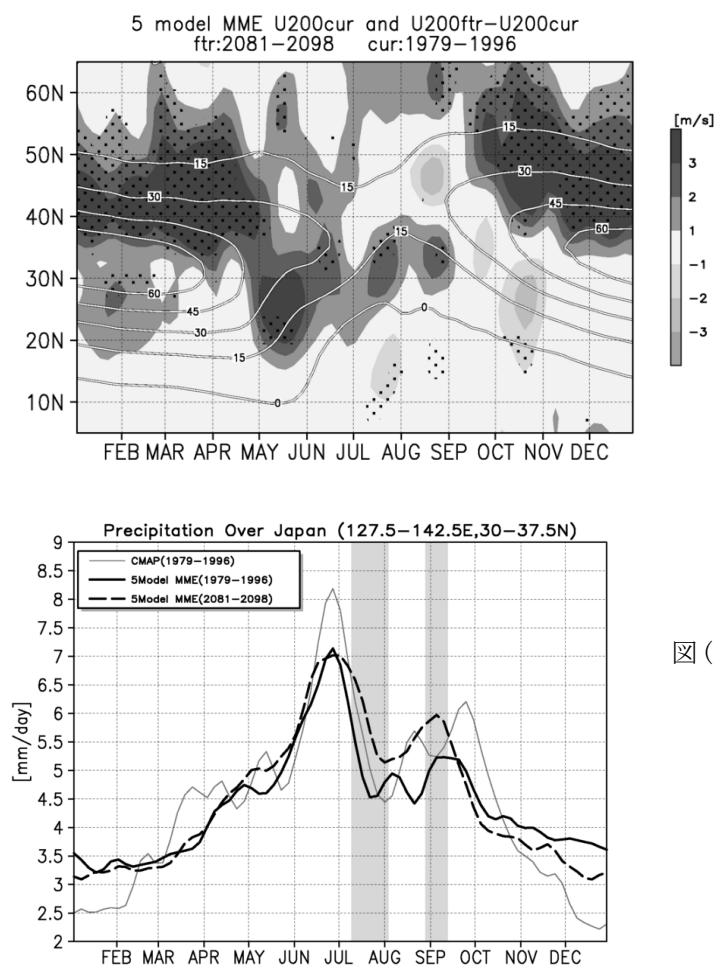 5 model MME U200cur and U200ftr−U200cur
ftr:2081−2098 cur:1979−1996
60N
50N
40N
30N
20N
10N
15
30
45
60
15
0
15
15
0
15
30
45
60
FEB MAR APR MAY JUN JUL AUG SEP OCT NOV DEC
[m/s]
3
2
1
−1
−2
−3
Precipitation Over Japan (127.5−142.5E,30−37.5N)
CMAP(1979−1996)
5Model MME(1979−1996)
5Model MME(2081−2098)
[mm/day]
9
8.5
8
7.5
7
6.5
6
5.5
5
4.5
4
3.5
3
2.5
2
FEB MAR APR MAY JUN JUL AUG SEP OCT NOV DEC
図(